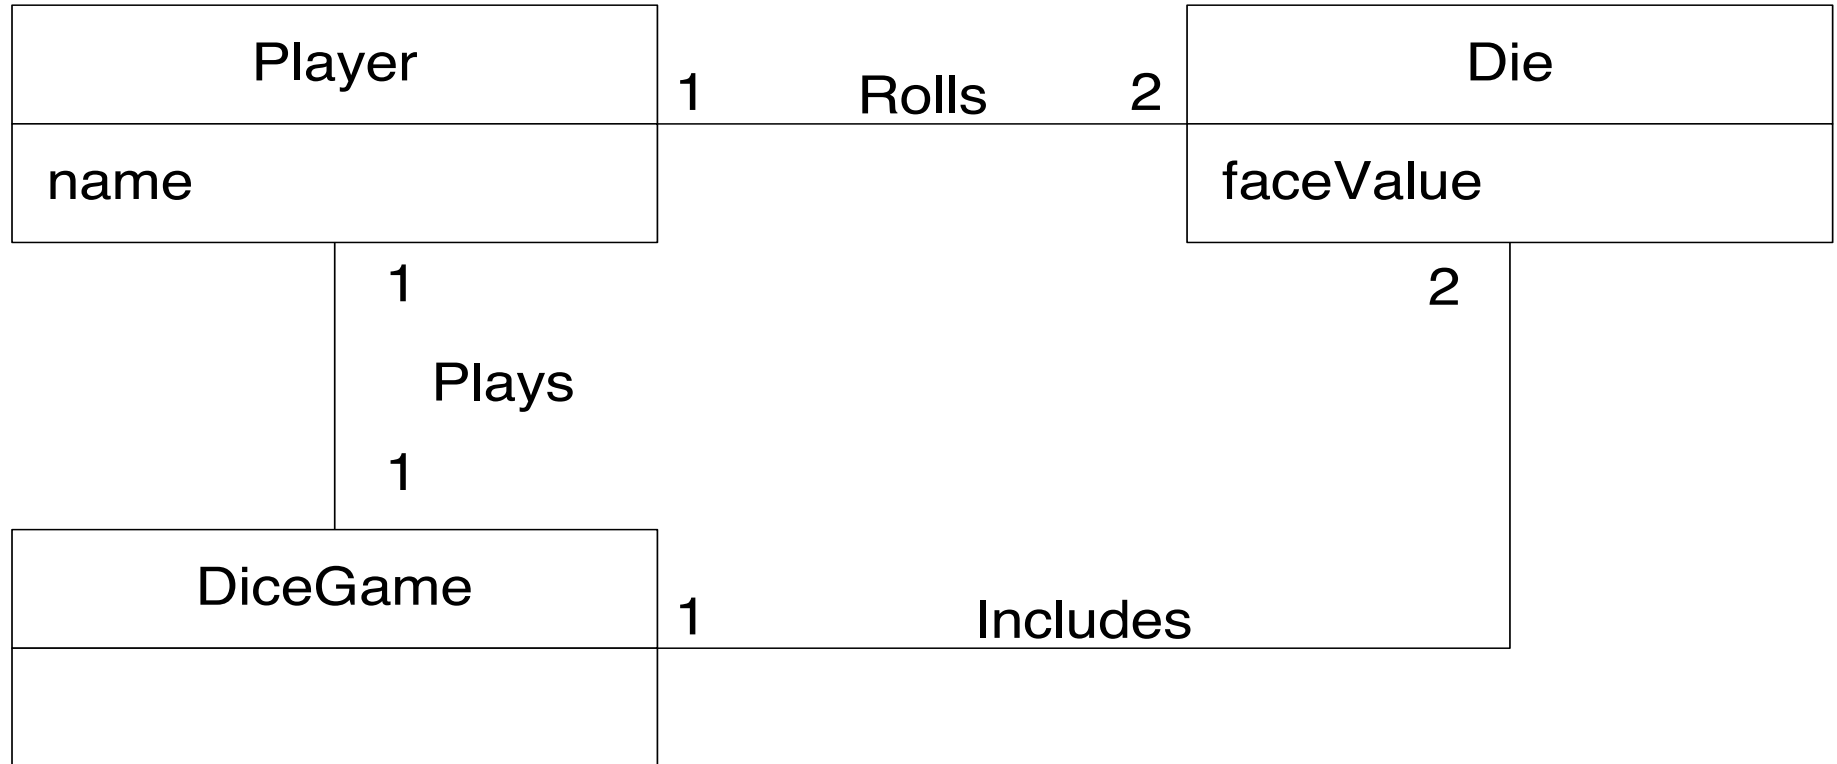 Player
1 Rolls 2
Die
name
faceValue
1
2
Plays
1
DiceGame
1 Includes